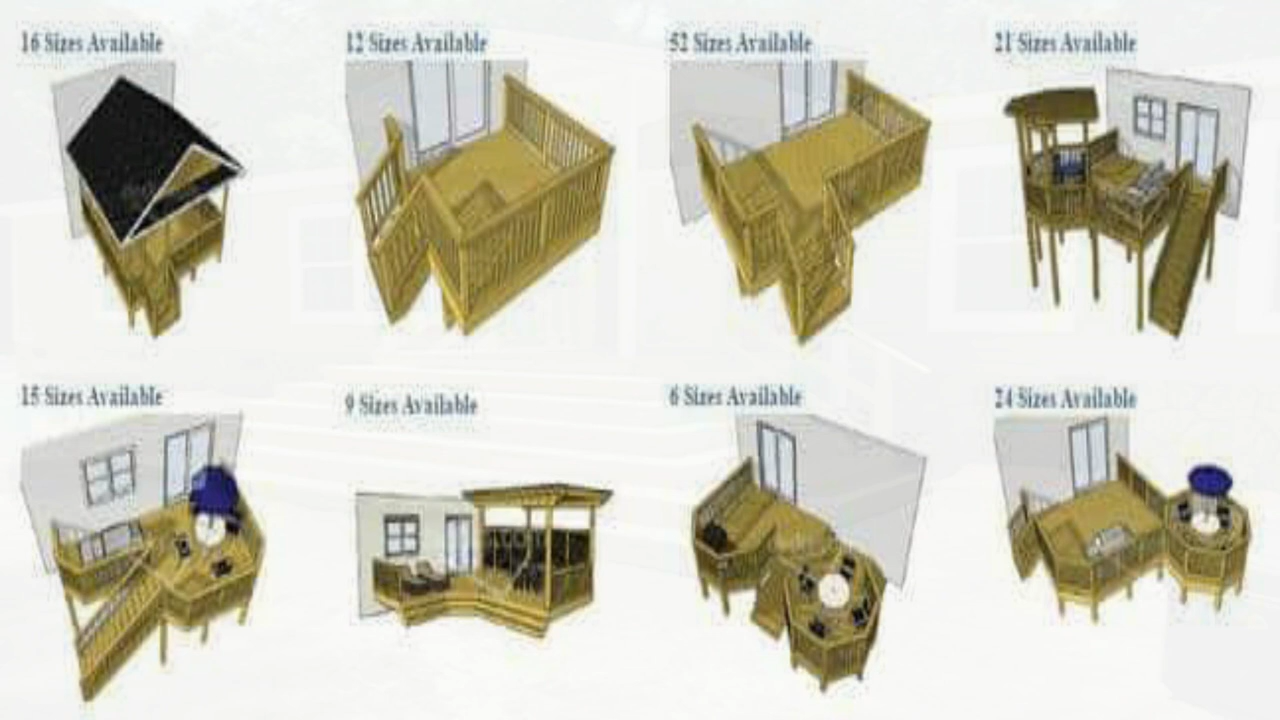 16 Sizes Available
12 Sizes Available
52 Sizes Available
21 Sizes Available
15 Sizes Available
9 Sizes Available
6 Sizes Available
24 Sizes Available